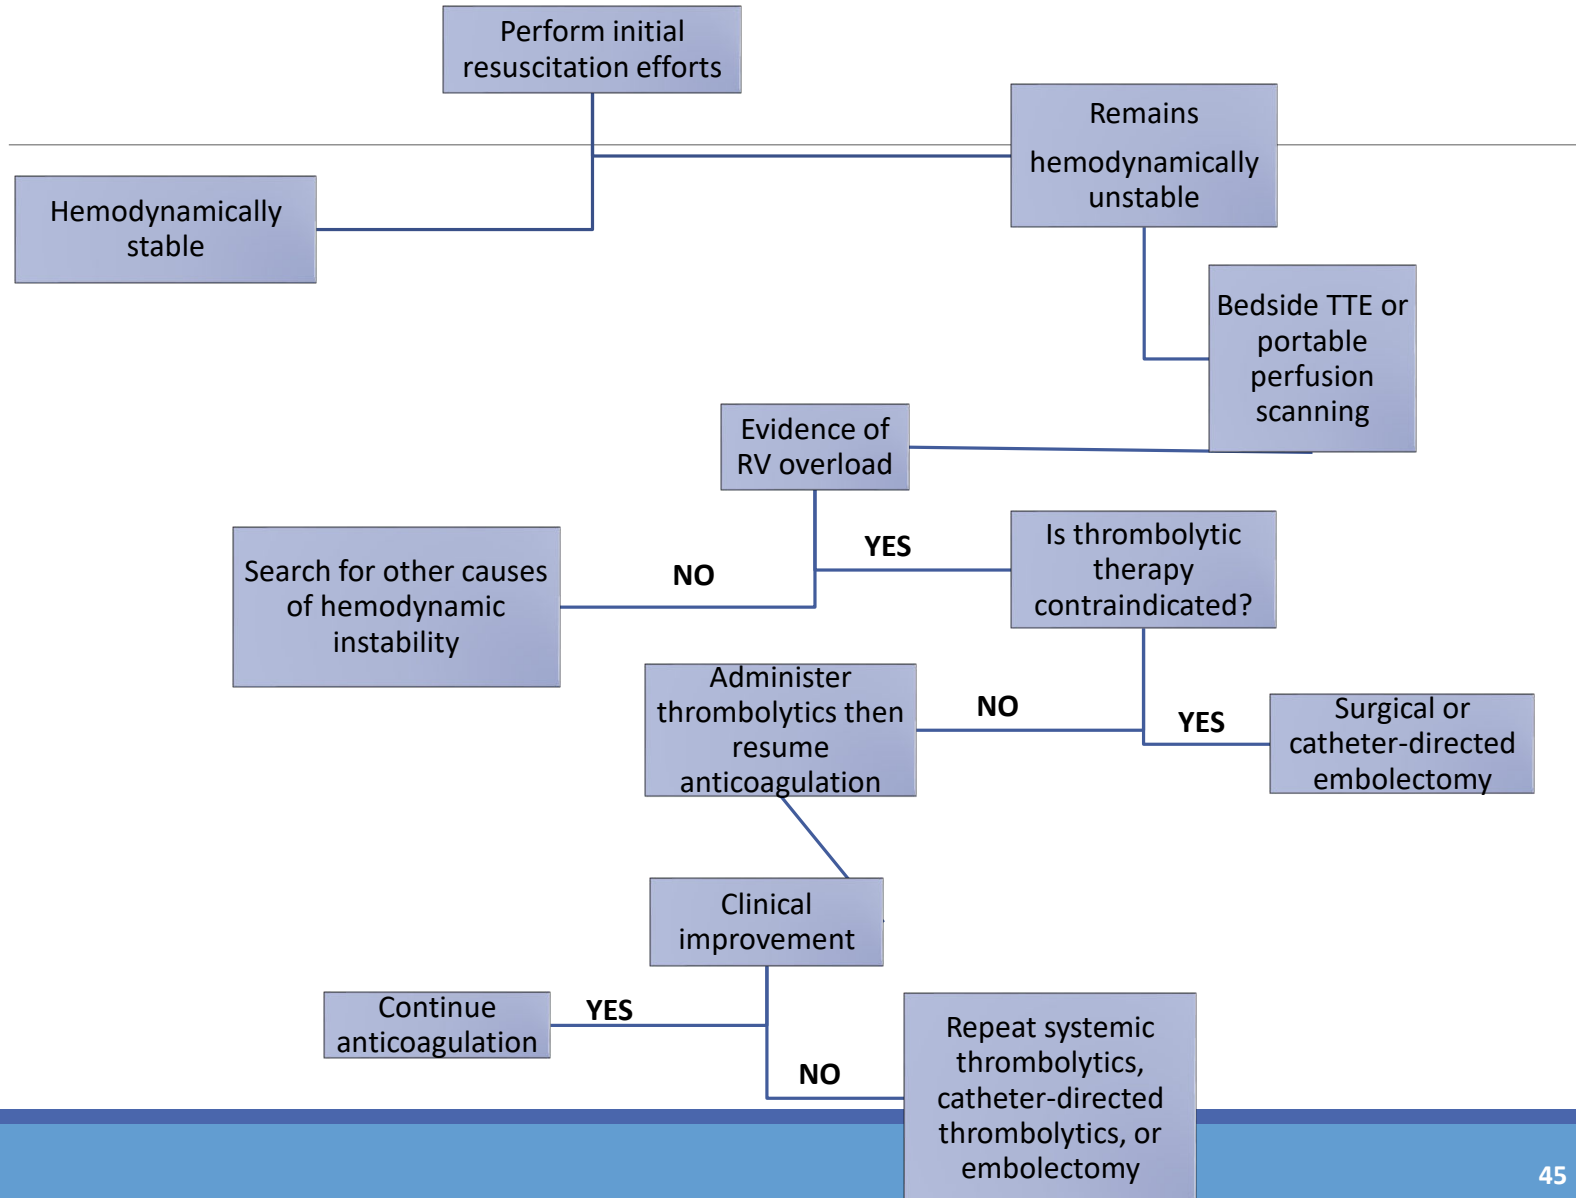 Perform initial
resuscitation efforts
Remains
hemodynamically
unstable
Hemodynamically
stable
Bedside TTE or
portable
perfusion
scanning
Evidence of
RV overload
YES
NO
Is thrombolytic
therapy
contraindicated?
Search for other causes
of hemodynamic
instability
Administer
thrombolytics then
resume
anticoagulation
NO
YES
Surgical or
catheter-directed
embolectomy
Clinical
improvement
Continue
anticoagulation
YES
NO
Repeat systemic
thrombolytics,
catheter-directed
thrombolytics, or
embolectomy
45